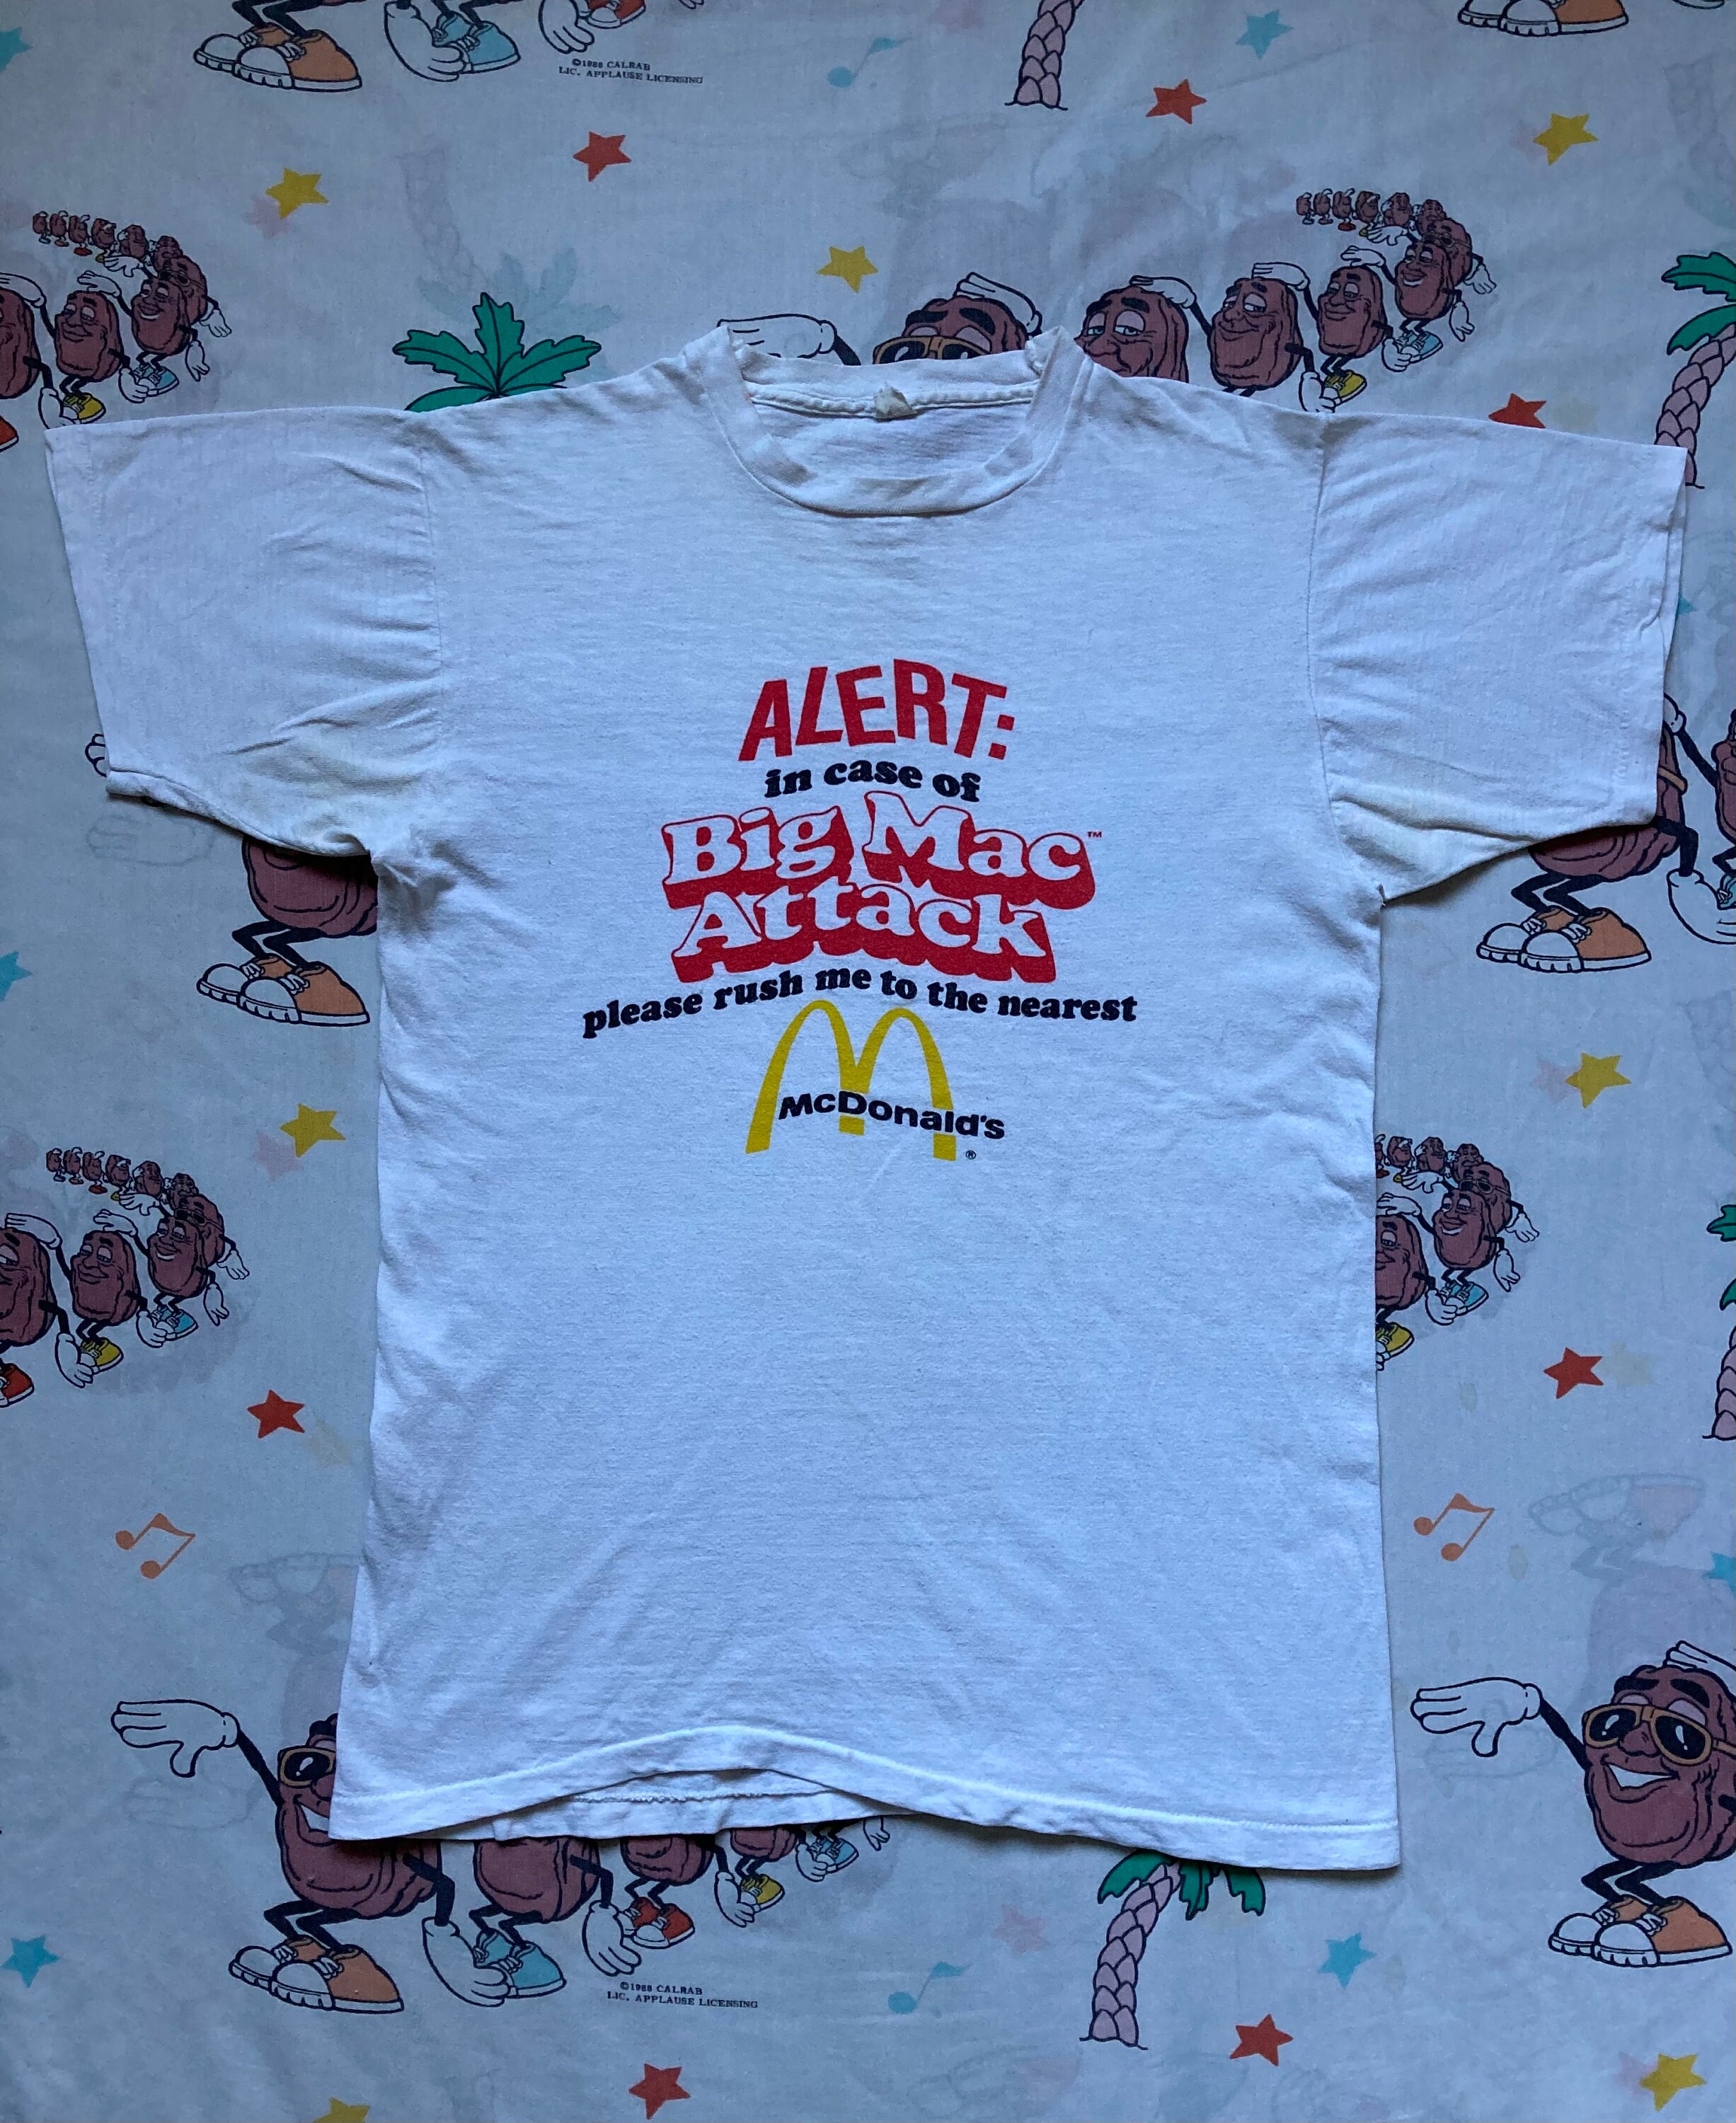 ©1988 CALRAB
LIC. APPLAUSE LICENSING
ALERT:
in case of
Big Mac™
Attack
please rush me to the nearest
McDonald's
®
©1988 CALRAB
LIC. APPLAUSE LICENSING